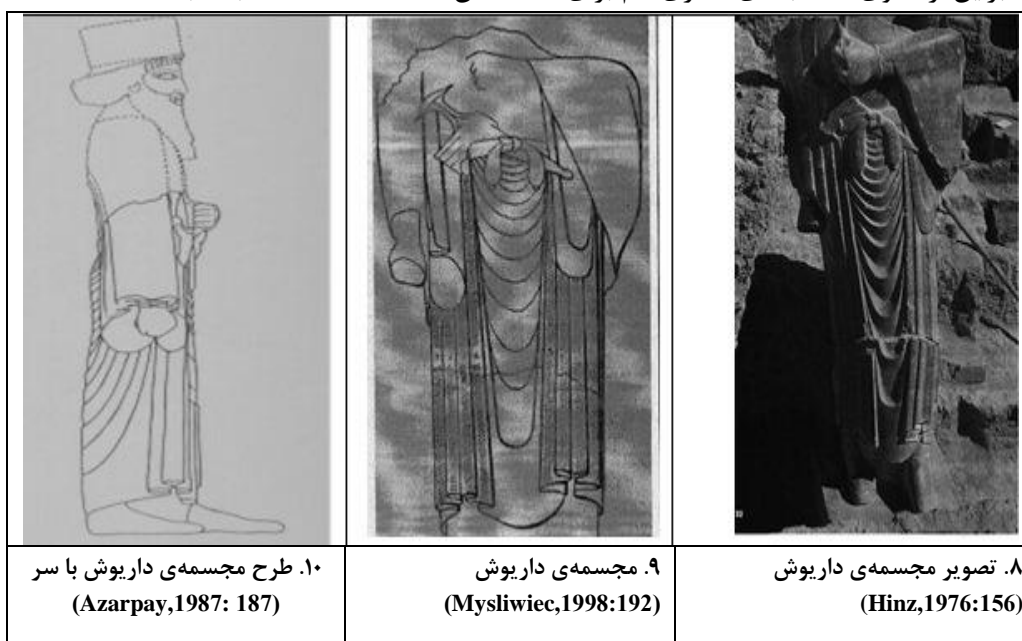 ۸. تصویر مجسمه‌ی داریوش
(Hinz,1976:156)
۹. مجسمه‌ی داریوش
(Mysliwiec,1998:192)
۱۰. طرح مجسمه‌ی داریوش با سر
(Azarpay,1987: 187)